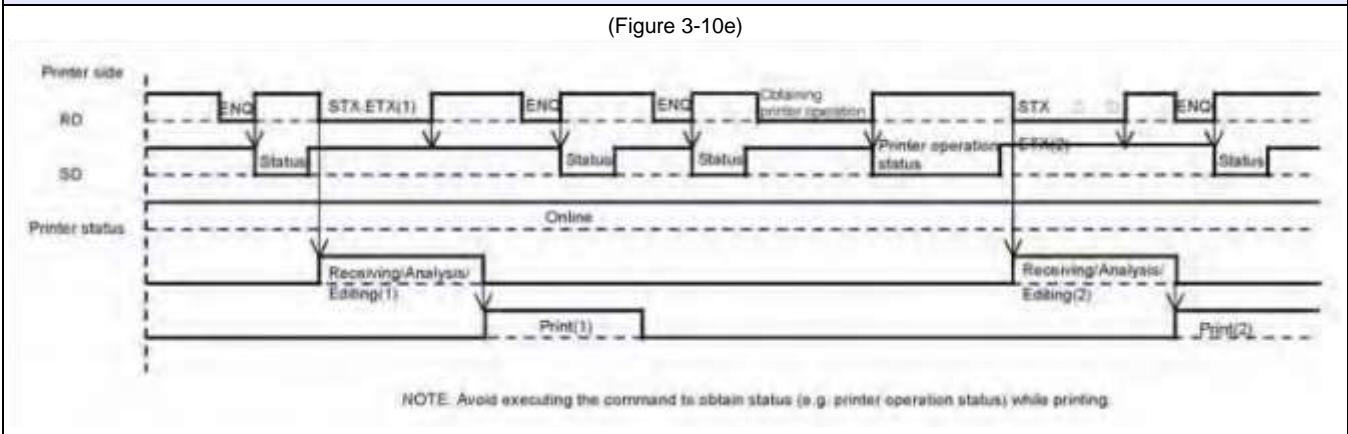 (Figure 3-10e)
Printer side
RD
ENQ
STX ETX(1)
ENQ
ENQ
Obtaining
printer operation
STX
ENQ
SD
Status
Status
Status
Printer operation
status
ETX(2)
Status
Printer status
Online
Receiving/Analysis/
Editing(1)
Receiving/Analysis/
Editing(2)
Print(1)
Print(2)
NOTE. Avoid executing the command to obtain status (e.g. printer operation status) while printing.